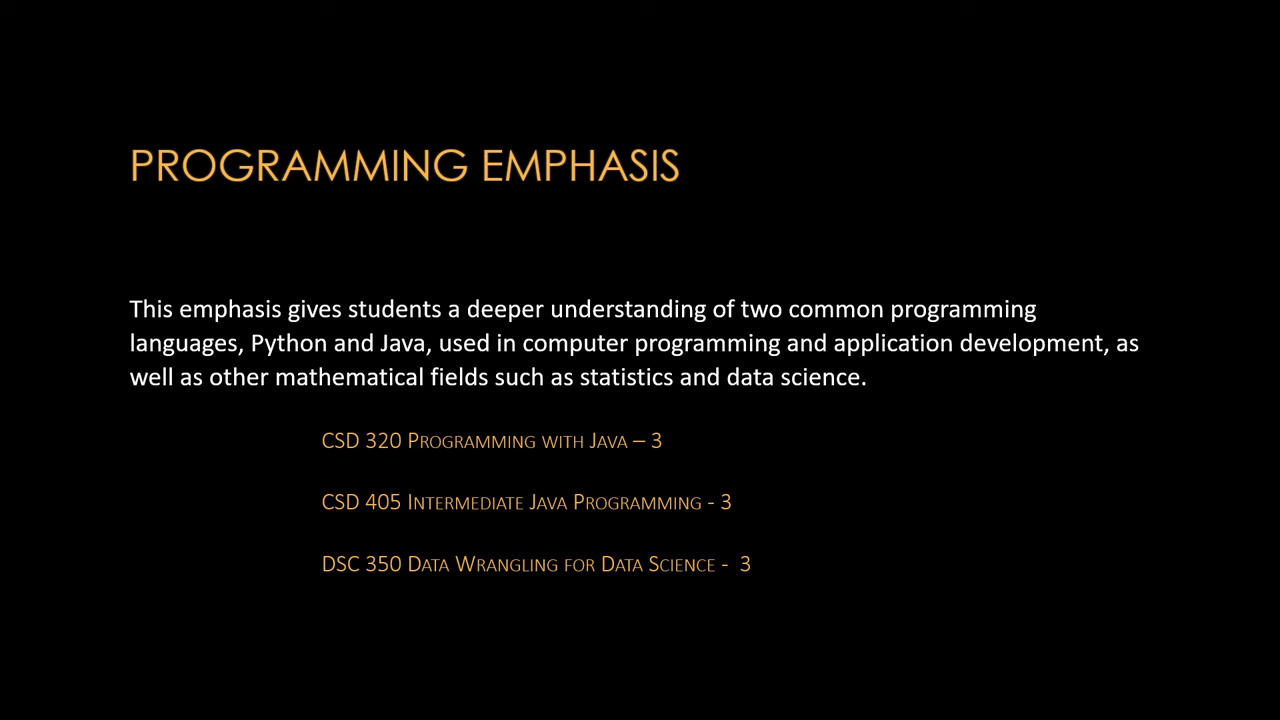 PROGRAMMING EMPHASIS
This emphasis gives students a deeper understanding of two common programming
languages, Python and Java, used in computer programming and application development, as
well as other mathematical fields such as statistics and data science.
CSD 320 Programming with Java – 3
CSD 405 Intermediate Java Programming - 3
DSC 350 Data Wrangling for Data Science -  3